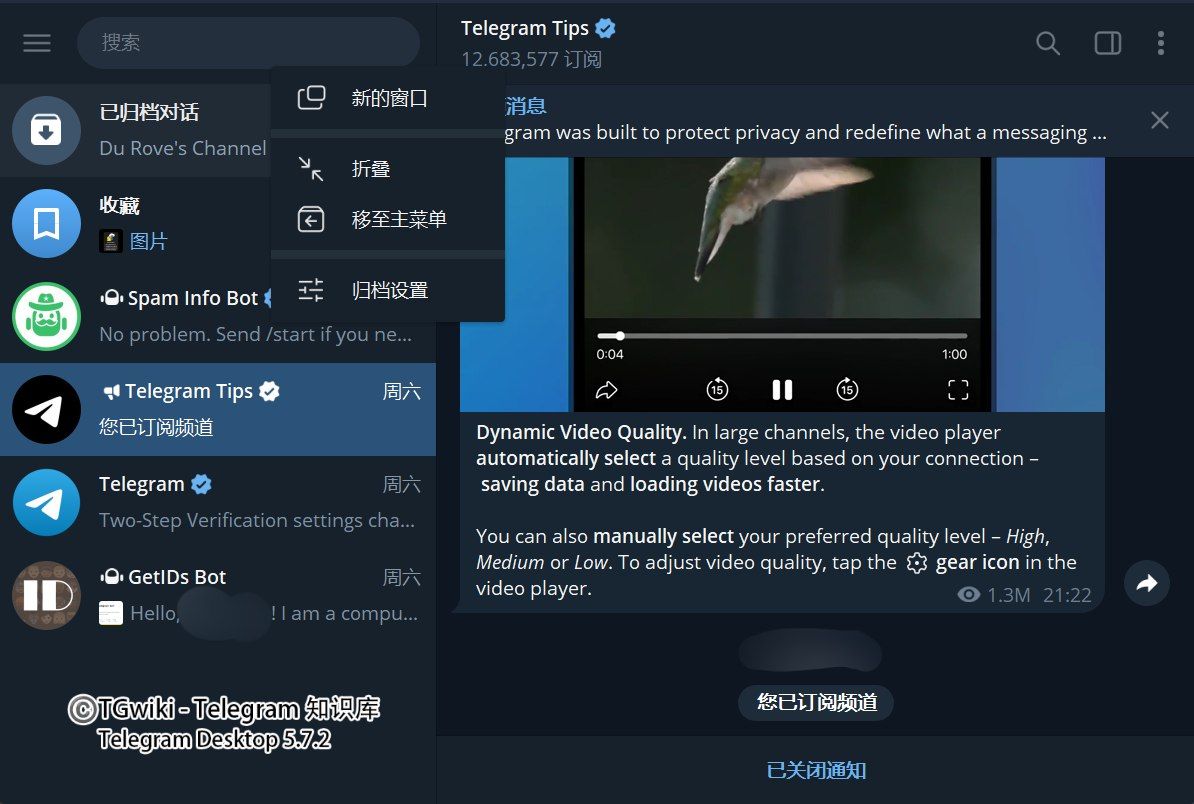 搜索
已归档对话
Du Rove's Channel
收藏
图片
Spam Info Bot
No problem. Send /start if you ne...
Telegram Tips
周六
您已订阅频道
Telegram
周六
Two-Step Verification settings cha...
GetIDs Bot
周六
Hello, ! I am a compu...
©TGwiki - Telegram 知识库
Telegram Desktop 5.7.2
新的窗口
折叠
移至主菜单
归档设置
Telegram Tips
12,683,577 订阅
消息
gram was built to protect privacy and redefine what a messaging ...
0:04
1:00
15
15
Dynamic Video Quality. In large channels, the video player
automatically select a quality level based on your connection –
saving data and loading videos faster.
You can also manually select your preferred quality level – High,
Medium or Low. To adjust video quality, tap the gear icon in the
video player.
1.3M 21:22
您已订阅频道
已关闭通知